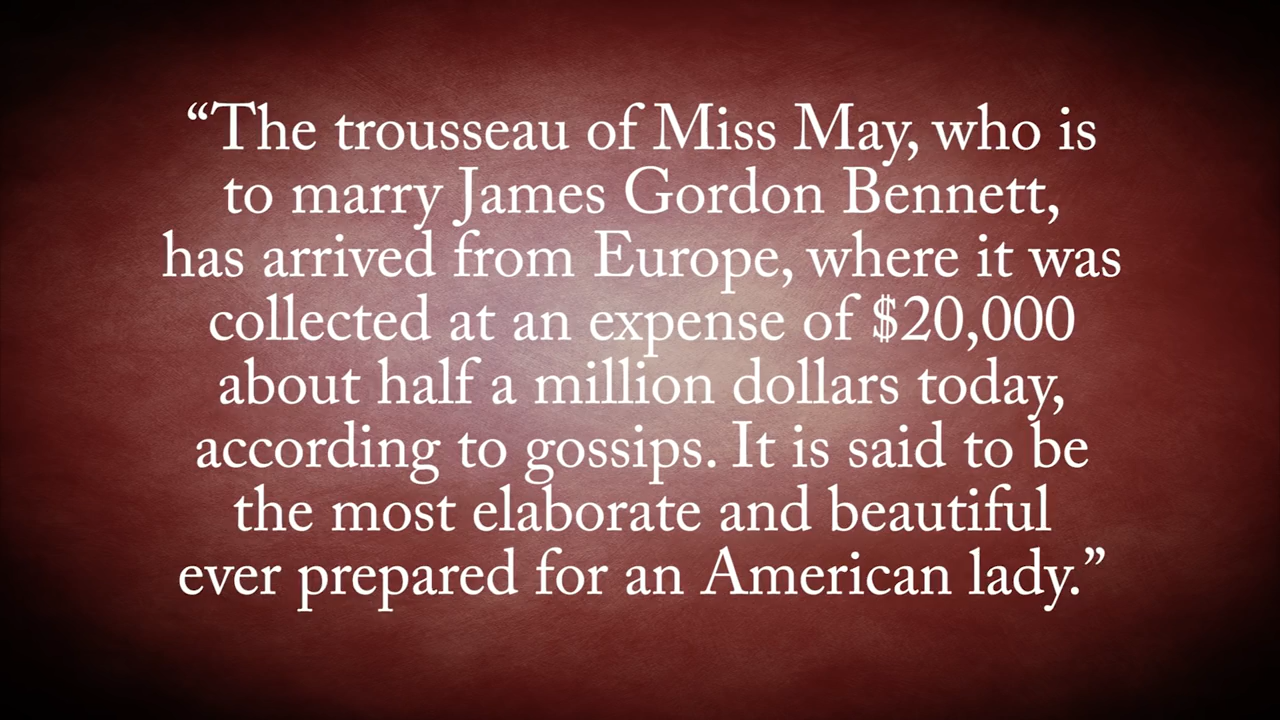 “The trousseau of Miss May, who is
to marry James Gordon Bennett,
has arrived from Europe, where it was
collected at an expense of $20,000
about half a million dollars today,
according to gossips. It is said to be
the most elaborate and beautiful
ever prepared for an American lady.”